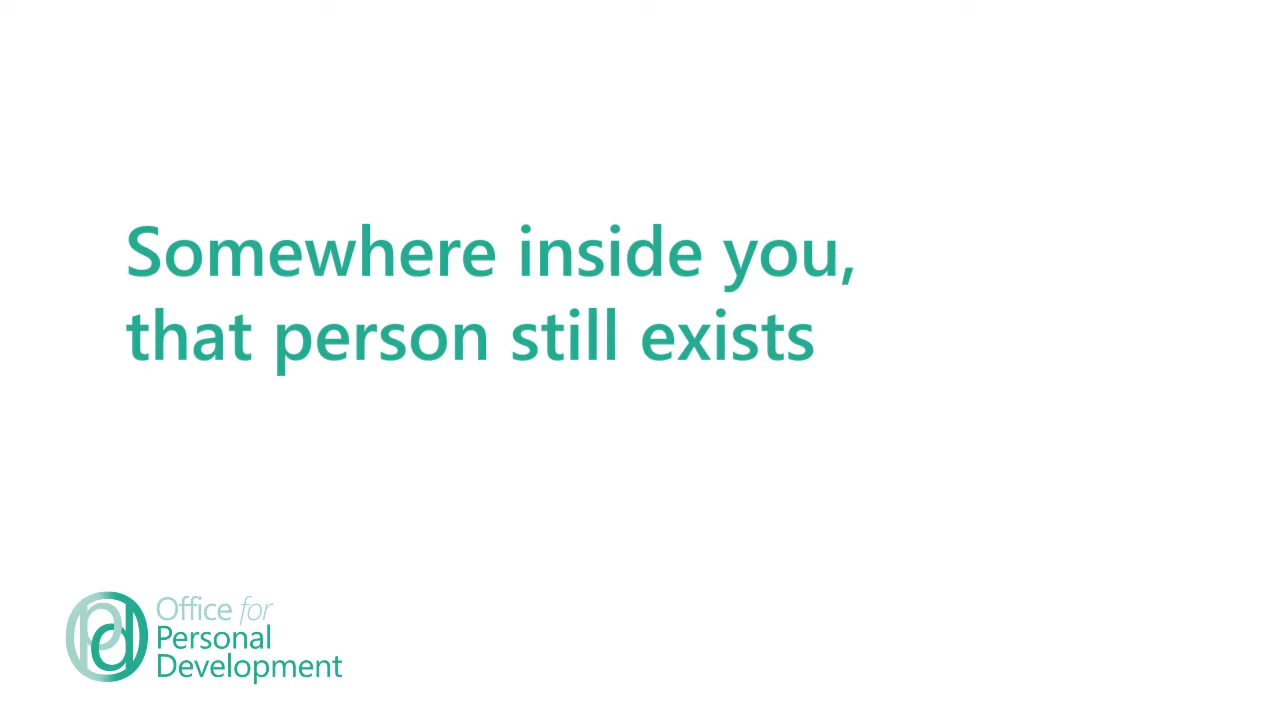 Somewhere inside you,
that person still exists
Office for
Personal
Development